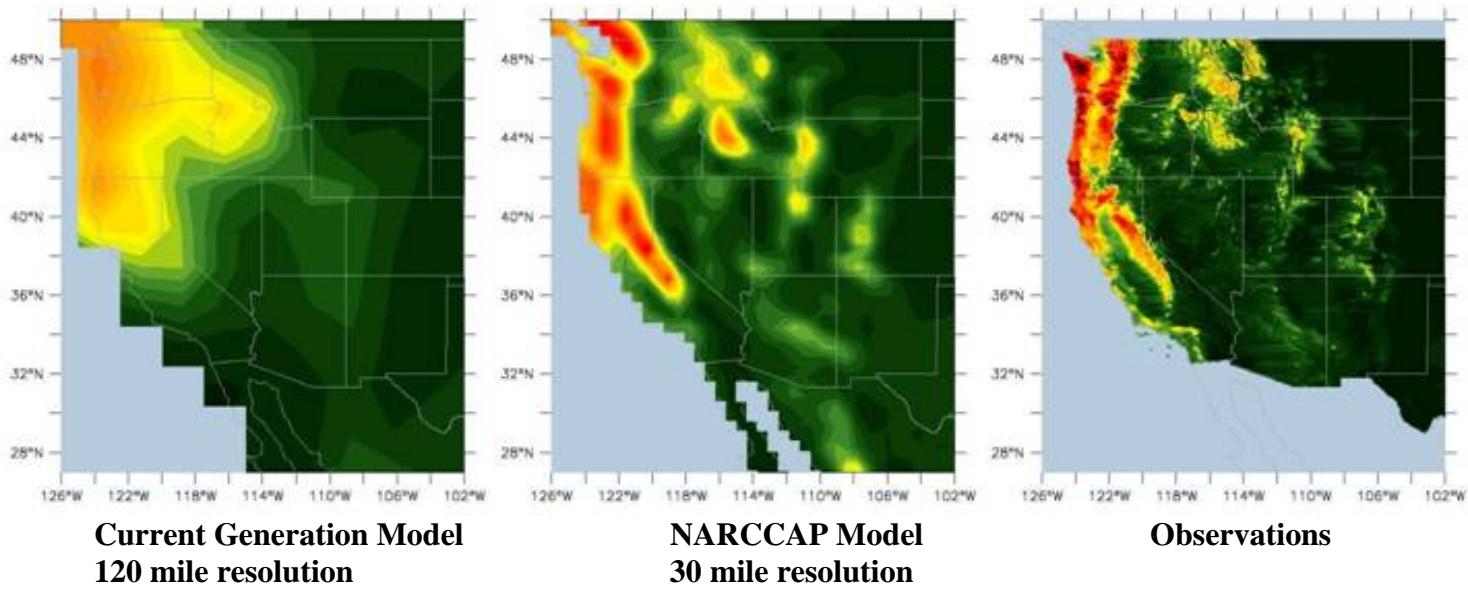 48°N
44°N
40°N
36°N
32°N
28°N
126°W 122°W 118°W 114°W 110°W 106°W 102°W
48°N
44°N
40°N
36°N
32°N
28°N
126°W 122°W 118°W 114°W 110°W 106°W 102°W
48°N
44°N
40°N
36°N
32°N
28°N
126°W 122°W 118°W 114°W 110°W 106°W 102°W
Current Generation Model
120 mile resolution
NARCCAP Model
30 mile resolution
Observations